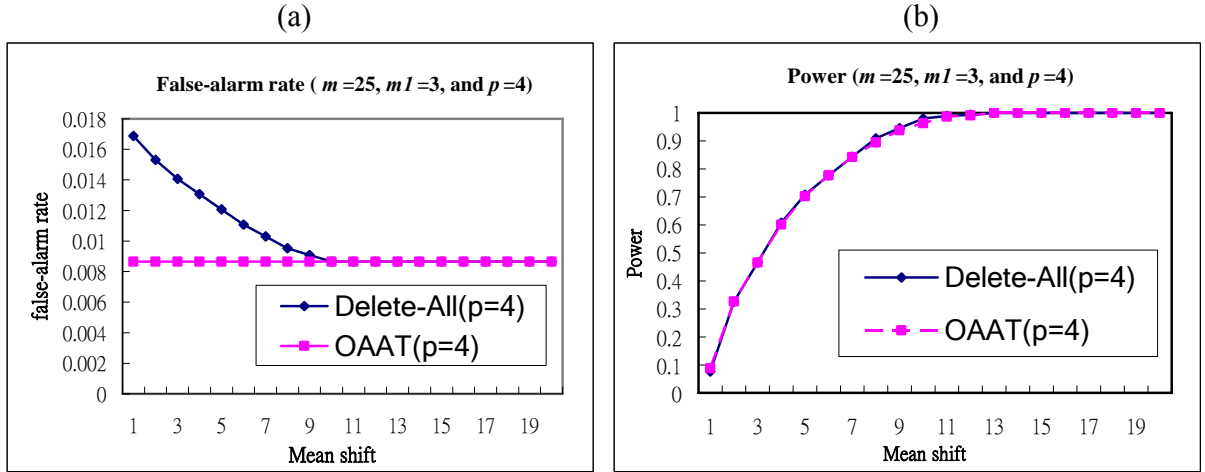 (a)
False-alarm rate ( m =25, m1 =3, and p =4)
false-alarm rate
0.018
0.016
0.014
0.012
0.01
0.008
0.006
0.004
0.002
0
Delete-All(p=4)
OAAT(p=4)
1 3 5 7 9 11 13 15 17 19
Mean shift
(b)
Power (m =25, m1 =3, and p =4)
Power
1
0.9
0.8
0.7
0.6
0.5
0.4
0.3
0.2
0.1
0
Delete-All(p=4)
OAAT(p=4)
1 3 5 7 9 11 13 15 17 19
Mean shift